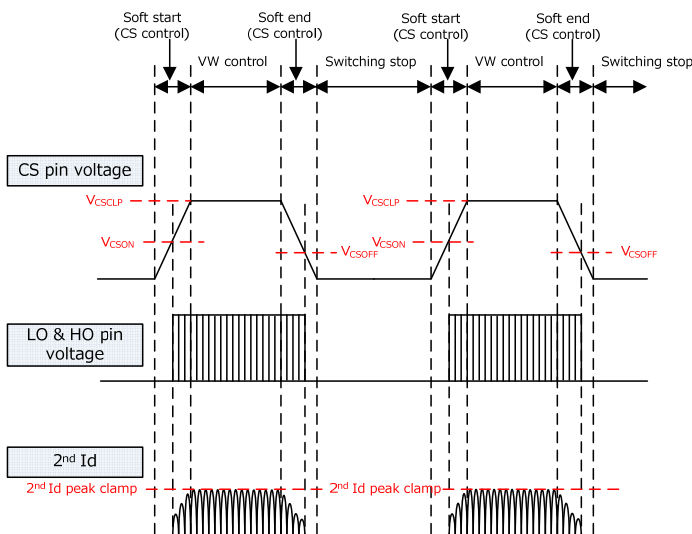 Soft start
(CS control)
Soft end
(CS control)
Soft start
(CS control)
Soft end
(CS control)
VW control
Switching stop
VW control
Switching stop
CS pin voltage
VCSCLP
VCSON
VCSOFF
VCSCLP
VCSON
VCSOFF
LO & HO pin
voltage
2nd Id
2nd Id peak clamp
2nd Id peak clamp